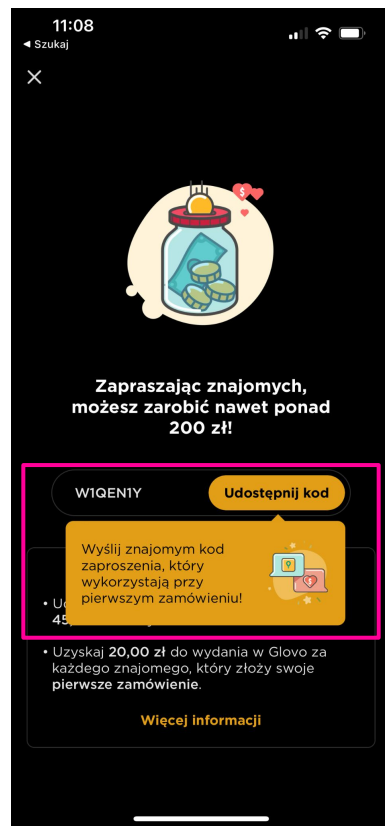 11:08
◀ Szukaj
Zapraszając znajomych,
możesz zarobić nawet ponad
200 zł!
W1QEN1Y
Udostępnij kod
Wyślij znajomym kod
zaproszenia, który
wykorzystają przy
pierwszym zamówieniu!
• Uzyskaj 20,00 zł do wydania w Glovo za
każdego znajomego, który złoży swoje
pierwsze zamówienie.
Więcej informacji